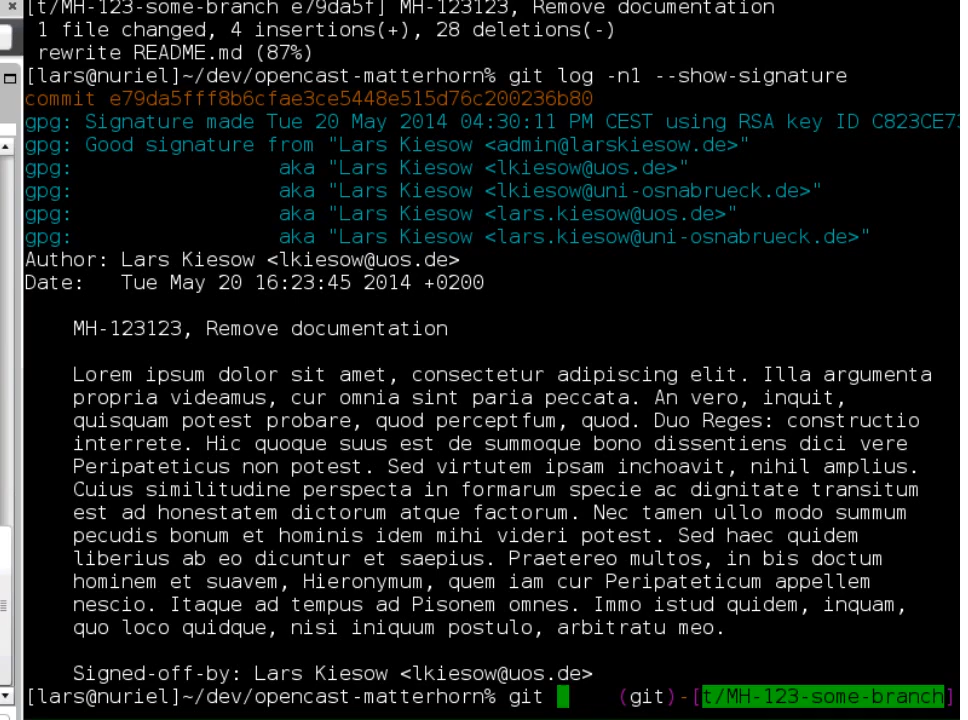 [t/MH-123-some-branch e79da5f] MH-123123, Remove documentation
1 file changed, 4 insertions(+), 28 deletions(-)
rewrite README.md (87%)
[lars@nuriel]~/dev/opencast-matterhorn% git log -n1 --show-signature
commit e79da5fff8b6cfae3ce5448e515d76c200236b80
gpg: Signature made Tue 20 May 2014 04:30:11 PM CEST using RSA key ID C823CE73
gpg: Good signature from "Lars Kiesow <admin@larskiesow.de>"
gpg: aka "Lars Kiesow <lkiesow@uos.de>"
gpg: aka "Lars Kiesow <lkiesow@uni-osnabrueck.de>"
gpg: aka "Lars Kiesow <lars.kiesow@uos.de>"
gpg: aka "Lars Kiesow <lars.kiesow@uni-osnabrueck.de>"
Author: Lars Kiesow <lkiesow@uos.de>
Date: Tue May 20 16:23:45 2014 +0200
MH-123123, Remove documentation
Lorem ipsum dolor sit amet, consectetur adipiscing elit. Illa argumenta
propria videamus, cur omnia sint paria peccata. An vero, inquit,
quisquam potest probare, quod perceptfum, quod. Duo Reges: constructio
interrete. Hic quoque suus est de summoque bono dissentiens dici vere
Peripateticus non potest. Sed virtutem ipsam inchoavit, nihil amplius.
Cuius similitudine perspecta in formarum specie ac dignitate transitum
est ad honestatem dictorum atque factorum. Nec tamen ullo modo summum
pecudis bonum et hominis idem mihi videri potest. Sed haec quidem
liberius ab eo dicuntur et saepius. Praetereo multos, in bis doctum
hominem et suavem, Hieronymum, quem iam cur Peripateticum appellem
nescio. Itaque ad tempus ad Pisonem omnes. Immo istud quidem, inquam,
quo loco quidque, nisi iniquum postulo, arbitratu meo.
Signed-off-by: Lars Kiesow <lkiesow@uos.de>
[lars@nuriel]~/dev/opencast-matterhorn% git (git)-[t/MH-123-some-branch]